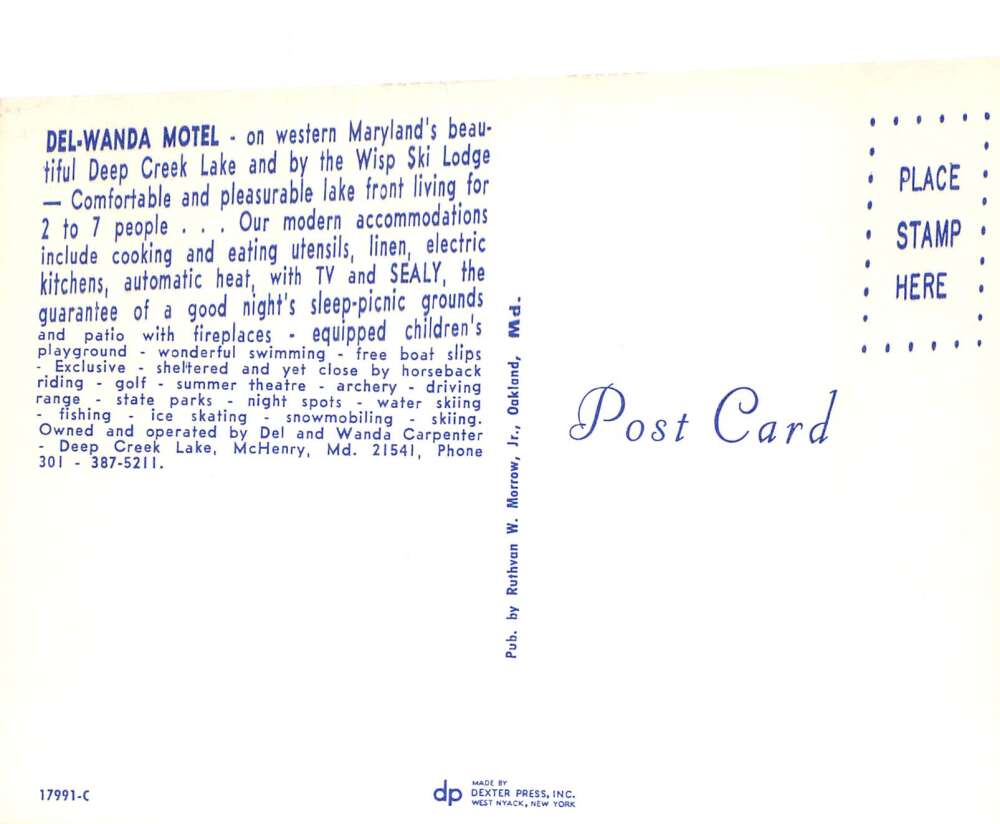 DEL-WANDA MOTEL - on western Maryland's beau-
tiful Deep Creek Lake and by the Wisp Ski Lodge
— Comfortable and pleasurable lake front living for
2 to 7 people . . . Our modern accommodations
include cooking and eating utensils, linen, electric
kitchens, automatic heat, with TV and SEALY, the
guarantee of a good night's sleep-picnic grounds
and patio with fireplaces - equipped children's
playground - wonderful swimming - free boat slips
- Exclusive - sheltered and yet close by horseback
riding - golf - summer theatre - archery - driving
range - state parks - night spots - water skiing
- fishing - ice skating - snowmobiling - skiing.
Owned and operated by Del and Wanda Carpenter
- Deep Creek Lake, McHenry, Md. 21541, Phone
301 - 387-5211.
Pub. by Ruthvan W. Morrow, Jr., Oakland, Md.
PLACE
STAMP
HERE
Post Card
17991-C
dp
MADE BY
DEXTER PRESS, INC.
WEST NYACK, NEW YORK